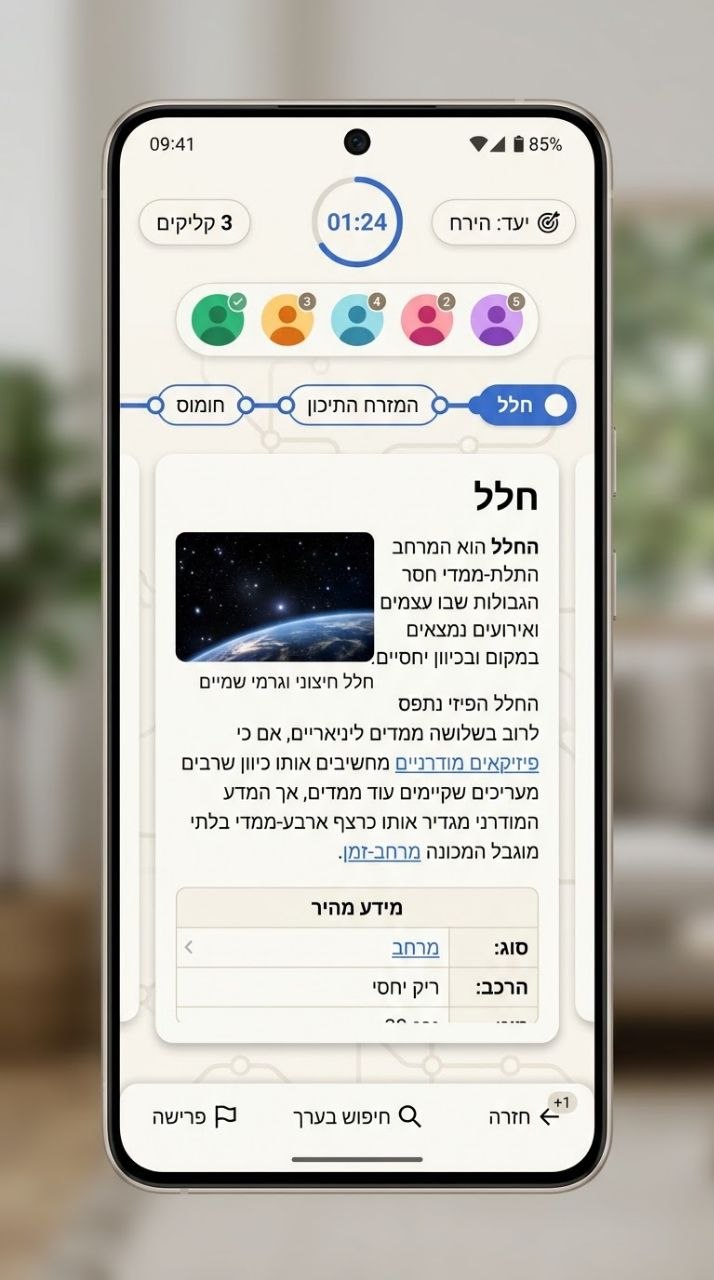 09:41
85%
יעד: הירח
01:24
3 קליקים
✓
3
4
2
5
חלל
המזרח התיכון
חומוס
חלל
החלל הוא המרחב
התלת-ממדי חסר
הגבולות שבו עצמים
ואירועים נמצאים
במקום ובכיוון יחסיים.
חלל חיצוני וגרמי שמיים
החלל הפיזי נתפס
לרוב בשלושה ממדים ליניאריים, אם כי
פיזיקאים מודרניים מחשיבים אותו כיוון שרבים
מעריכים שקיימים עוד ממדים, אך המדע
המודרני מגדיר אותו כרצף ארבע-ממדי בלתי
מוגבל המכונה מרחב-זמן.
מידע מהיר
סוג: מרחב
הרכב: ריק יחסי
חזרה
+1
חיפוש בערך
פרישה